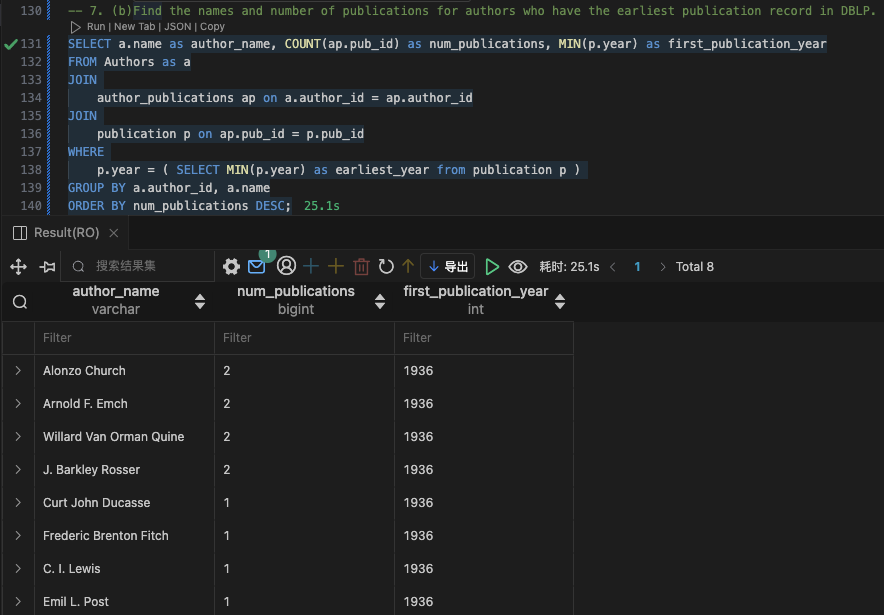 130 -- 7. (b)Find the names and number of publications for authors who have the earliest publication record in DBLP.
Run | New Tab | JSON | Copy
131 SELECT a.name as author_name, COUNT(ap.pub_id) as num_publications, MIN(p.year) as first_publication_year
132 FROM Authors as a
133 JOIN
134 author_publications ap on a.author_id = ap.author_id
135 JOIN
136 publication p on ap.pub_id = p.pub_id
137 WHERE
138 p.year = ( SELECT MIN(p.year) as earliest_year from publication p )
139 GROUP BY a.author_id, a.name
140 ORDER BY num_publications DESC; 25.1s
Result(RO)
搜索结果集 1 导出 耗时: 25.1s 1 Total 8
author_name num_publications first_publication_year
varchar bigint int
Filter Filter Filter
Alonzo Church 2 1936
Arnold F. Emch 2 1936
Willard Van Orman Quine 2 1936
J. Barkley Rosser 2 1936
Curt John Ducasse 1 1936
Frederic Brenton Fitch 1 1936
C. I. Lewis 1 1936
Emil L. Post 1 1936